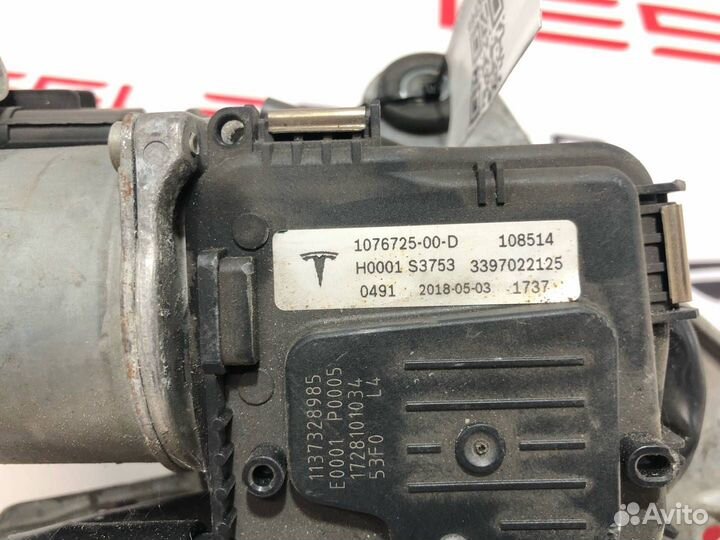 1076725-00-D 108514
H0001 S3753 3397022125
0491 2018-05-03 1737
1137328985
E0001 P0005
1728101034
53F0 L4
Avito